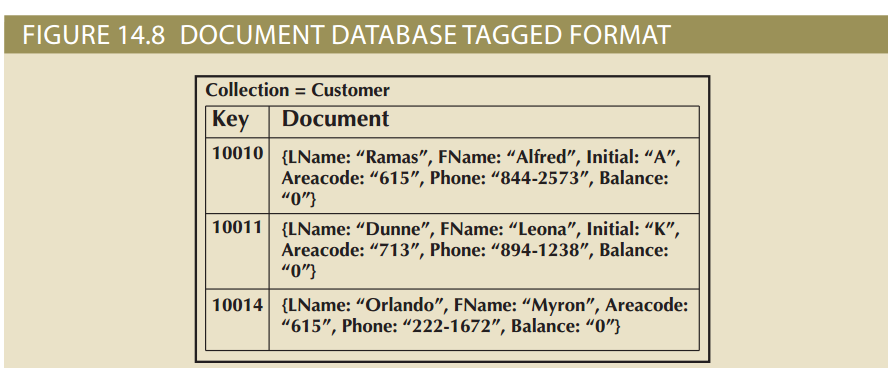 FIGURE 14.8 DOCUMENT DATABASE TAGGED FORMAT
Collection = Customer
Key Document
10010 {LName: “Ramas”, FName: “Alfred”, Initial: “A”,
Areacode: “615”, Phone: “844-2573”, Balance:
“0”}
10011 {LName: “Dunne”, FName: “Leona”, Initial: “K”,
Areacode: “713”, Phone: “894-1238”, Balance:
“0”}
10014 {LName: “Orlando”, FName: “Myron”, Areacode:
“615”, Phone: “222-1672”, Balance: “0”}